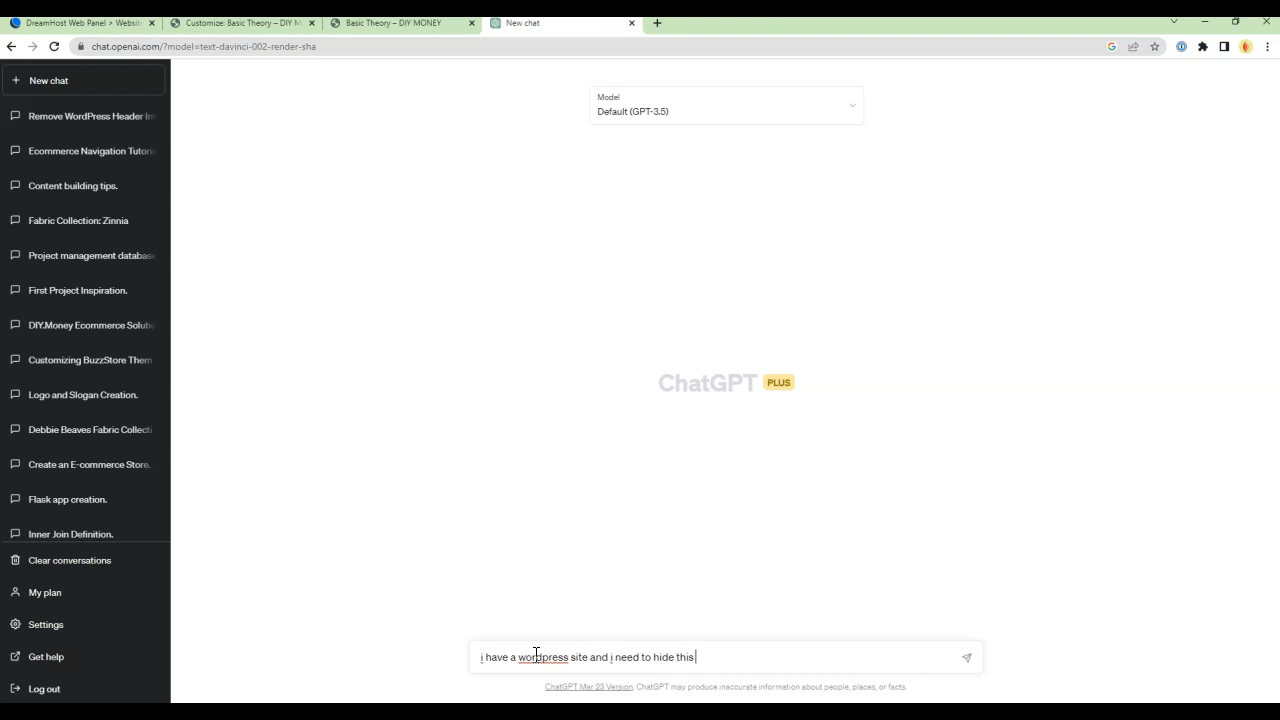 DreamHost Web Panel > Website
Customize: Basic Theory – DIY M
Basic Theory – DIY MONEY
New chat
chat.openai.com/?model=text-davinci-002-render-sha
New chat
Remove WordPress Header Im
Ecommerce Navigation Tutori
Content building tips.
Fabric Collection: Zinnia
Project management database
First Project Inspiration.
DIY.Money Ecommerce Solutio
Customizing BuzzStore Them
Logo and Slogan Creation.
Debbie Beaves Fabric Collecti
Create an E-commerce Store.
Flask app creation.
Inner Join Definition.
Clear conversations
My plan
Settings
Get help
Log out
Model
Default (GPT-3.5)
ChatGPT PLUS
i have a wordpress site and i need to hide this
ChatGPT Mar 23 Version. ChatGPT may produce inaccurate information about people, places, or facts.